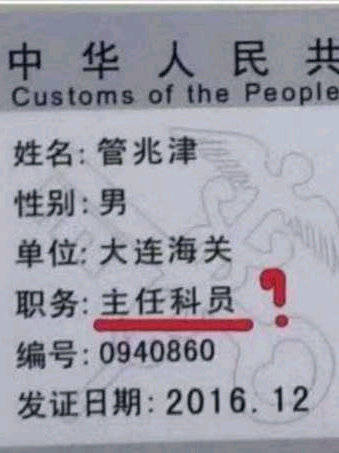 中华人民共
Customs of the People
姓名:管兆津
性别:男
单位:大连海关
职务:主任科员?
编号:0940860
发证日期:2016.12